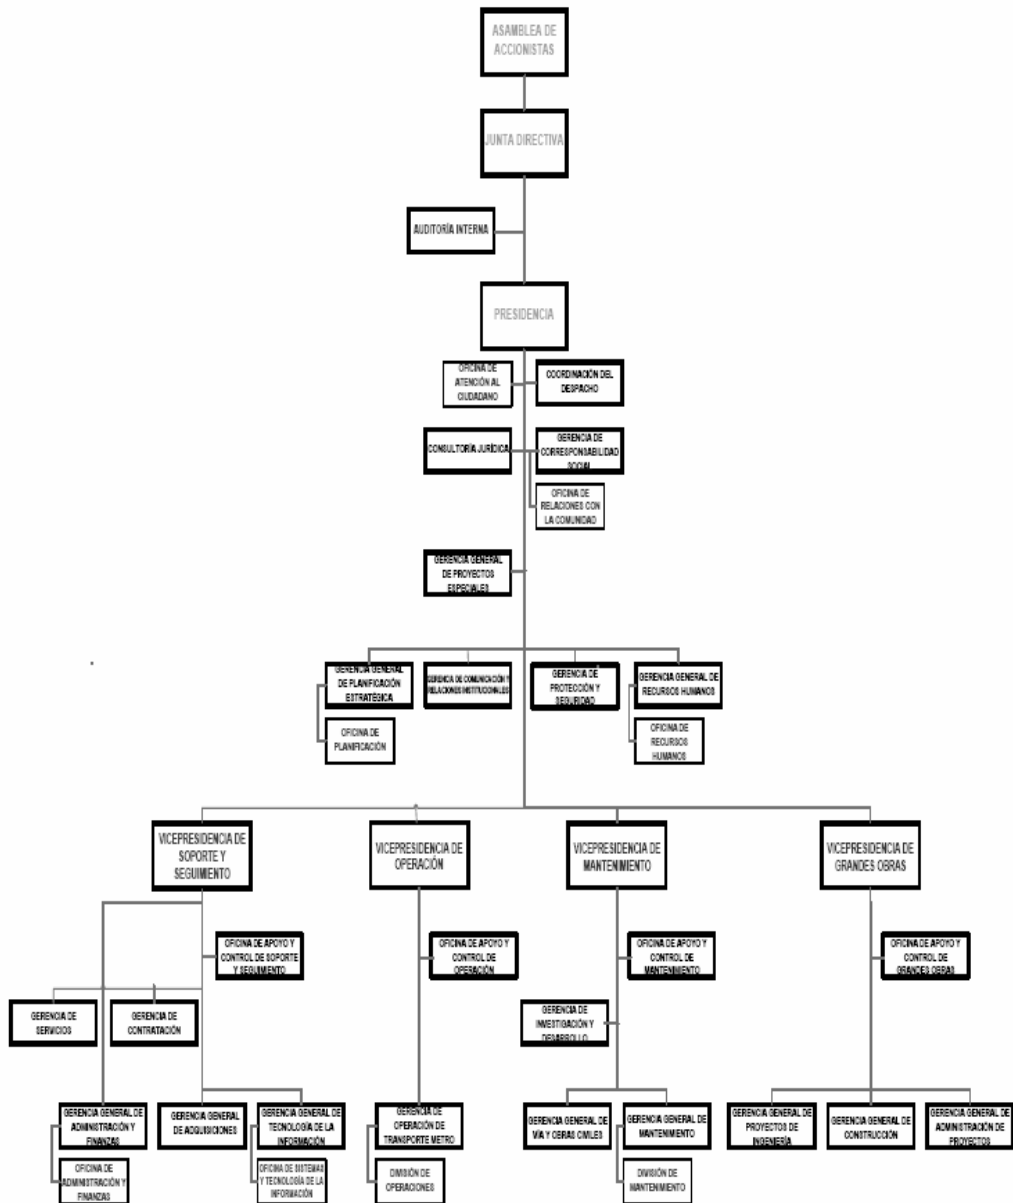 ASAMBLEA DE
ACCIONISTAS
JUNTA DIRECTIVA
AUDITORÍA INTERNA
PRESIDENCIA
OFICINA DE
ATENCIÓN AL
CIUDADANO
COORDINACIÓN DEL
DESPACHO
CONSULTORÍA JURÍDICA
GERENCIA DE
CORRESPONSABILIDAD
SOCIAL
OFICINA DE
RELACIONES CON
LA COMUNIDAD
GERENCIA GENERAL
DE PROYECTOS
ESPECIALES
GERENCIA GENERAL
DE PLANIFICACIÓN
ESTRATÉGICA
GERENCIA DE COMUNICACIÓN Y
RELACIONES INSTITUCIONALES
GERENCIA DE
PROTECCIÓN Y
SEGURIDAD
GERENCIA GENERAL DE
RECURSOS HUMANOS
OFICINA DE
PLANIFICACIÓN
OFICINA DE
RECURSOS
HUMANOS
VICEPRESIDENCIA DE
SOPORTE Y
SEGUIMIENTO
VICEPRESIDENCIA DE
OPERACIÓN
VICEPRESIDENCIA DE
MANTENIMIENTO
VICEPRESIDENCIA DE
GRANDES OBRAS
OFICINA DE APOYO Y
CONTROL DE SOPORTE
Y SEGUIMIENTO
OFICINA DE APOYO Y
CONTROL DE
OPERACIÓN
OFICINA DE APOYO Y
CONTROL DE
MANTENIMIENTO
OFICINA DE APOYO Y
CONTROL DE
GRANDES OBRAS
GERENCIA DE
SERVICIOS
GERENCIA DE
CONTRATACIÓN
GERENCIA DE
INVESTIGACIÓN Y
DESARROLLO
GERENCIA GENERAL DE
ADMINISTRACIÓN Y
FINANZAS
GERENCIA GENERAL
DE ADQUISICIONES
GERENCIA GENERAL DE
TECNOLOGÍA DE LA
INFORMACIÓN
GERENCIA DE
OPERACIÓN DE
TRANSPORTE METRO
GERENCIA GENERAL DE
VÍA Y OBRAS CIVILES
GERENCIA GENERAL DE
MANTENIMIENTO
GERENCIA GENERAL DE
PROYECTOS DE
INGENIERÍA
GERENCIA GENERAL DE
CONSTRUCCIÓN
GERENCIA GENERAL DE
ADMINISTRACIÓN DE
PROYECTOS
OFICINA DE
ADMINISTRACIÓN Y
FINANZAS
OFICINA DE SISTEMAS
Y TECNOLOGÍA DE LA
INFORMACIÓN
DIVISIÓN DE
OPERACIONES
DIVISIÓN DE
MANTENIMIENTO